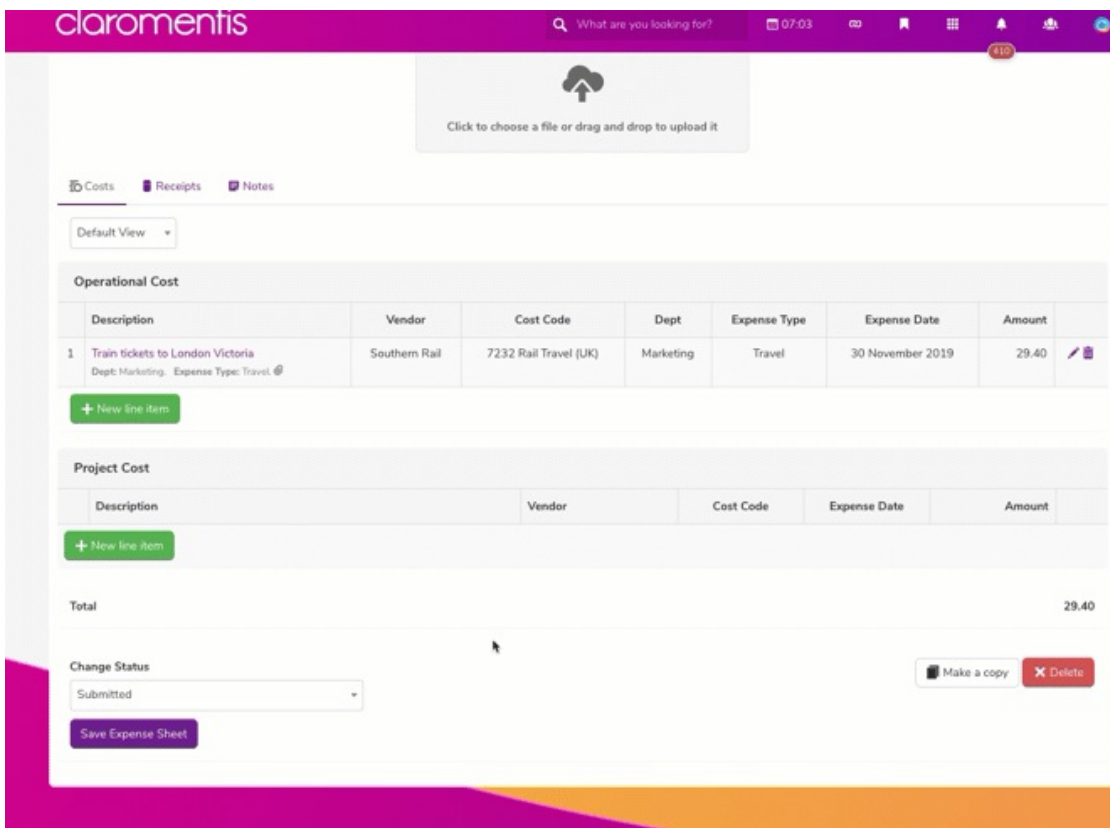 claromentis
What are you looking for? 07:03
410
Click to choose a file or drag and drop to upload it
Costs Receipts Notes
Default View
Operational Cost
Description Vendor Cost Code Dept Expense Type Expense Date Amount
1 Train tickets to London Victoria Southern Rail 7232 Rail Travel (UK) Marketing Travel 30 November 2019 29.40
Dept: Marketing. Expense Type: Travel.
+ New line item
Project Cost
Description Vendor Cost Code Expense Date Amount
+ New line item
Total 29.40
Change Status
Make a copy Delete
Submitted
Save Expense Sheet